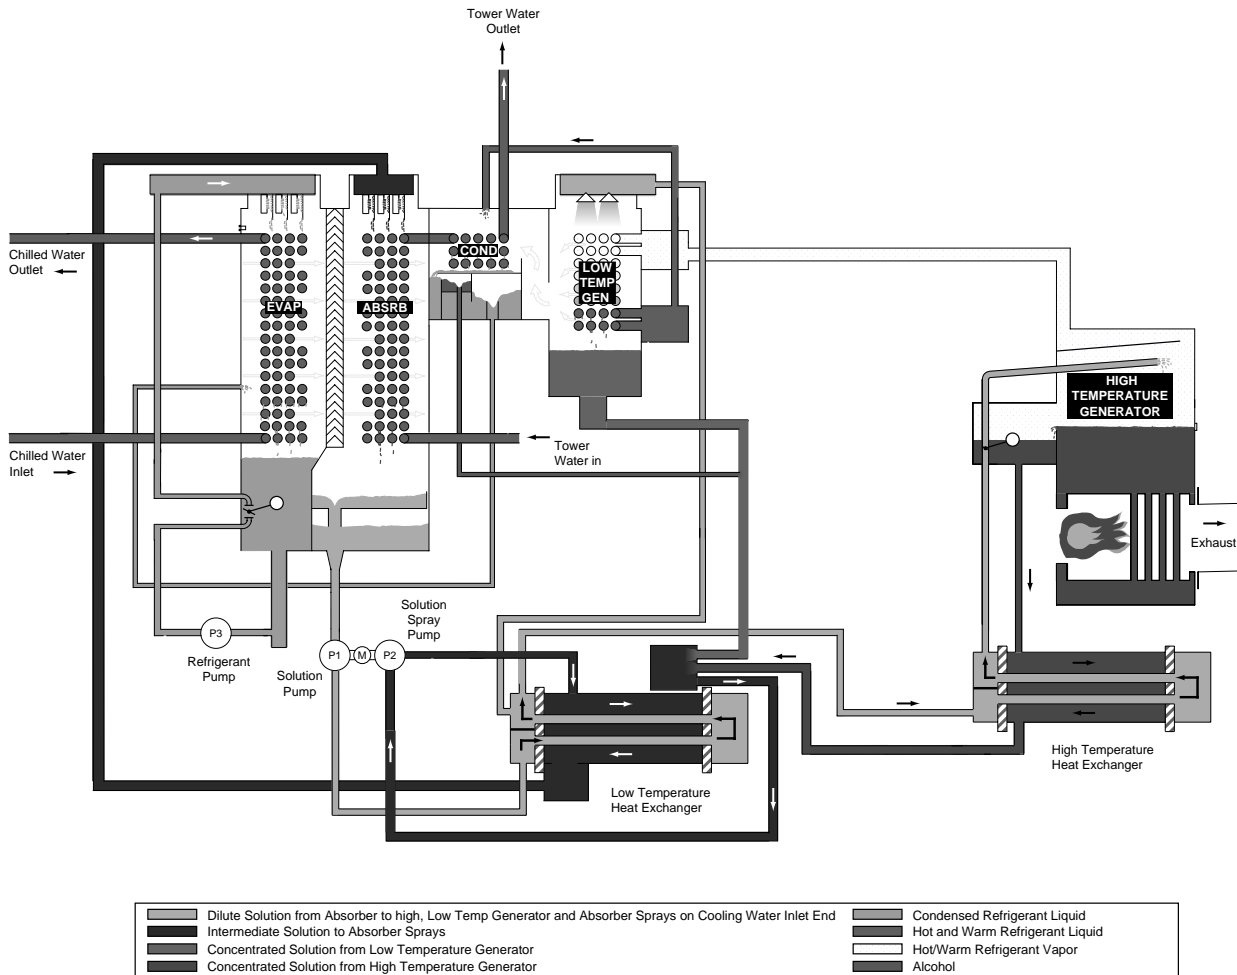 Tower Water
Outlet
COND
LOW
TEMP
GEN
Chilled Water
Outlet
EVAP
ABSRB
HIGH
TEMPERATURE
GENERATOR
Chilled Water
Inlet
Tower
Water in
Exhaust
Solution
Spray
Pump
P3
Refrigerant
Pump
P1
M
P2
Solution
Pump
High Temperature
Heat Exchanger
Low Temperature
Heat Exchanger
Dilute Solution from Absorber to high, Low Temp Generator and Absorber Sprays on Cooling Water Inlet End
Intermediate Solution to Absorber Sprays
Concentrated Solution from Low Temperature Generator
Concentrated Solution from High Temperature Generator
Condensed Refrigerant Liquid
Hot and Warm Refrigerant Liquid
Hot/Warm Refrigerant Vapor
Alcohol